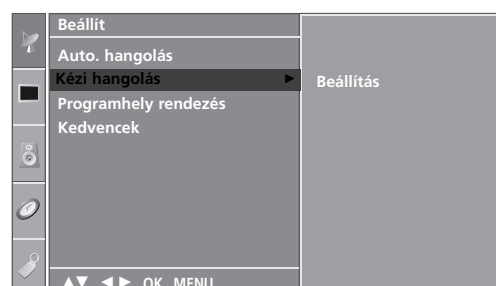 Beállít
Auto. hangolás
Kézi hangolás ► Beállítás
Programhely rendezés
Kedvencek
▲▼ ◄► OK MENU